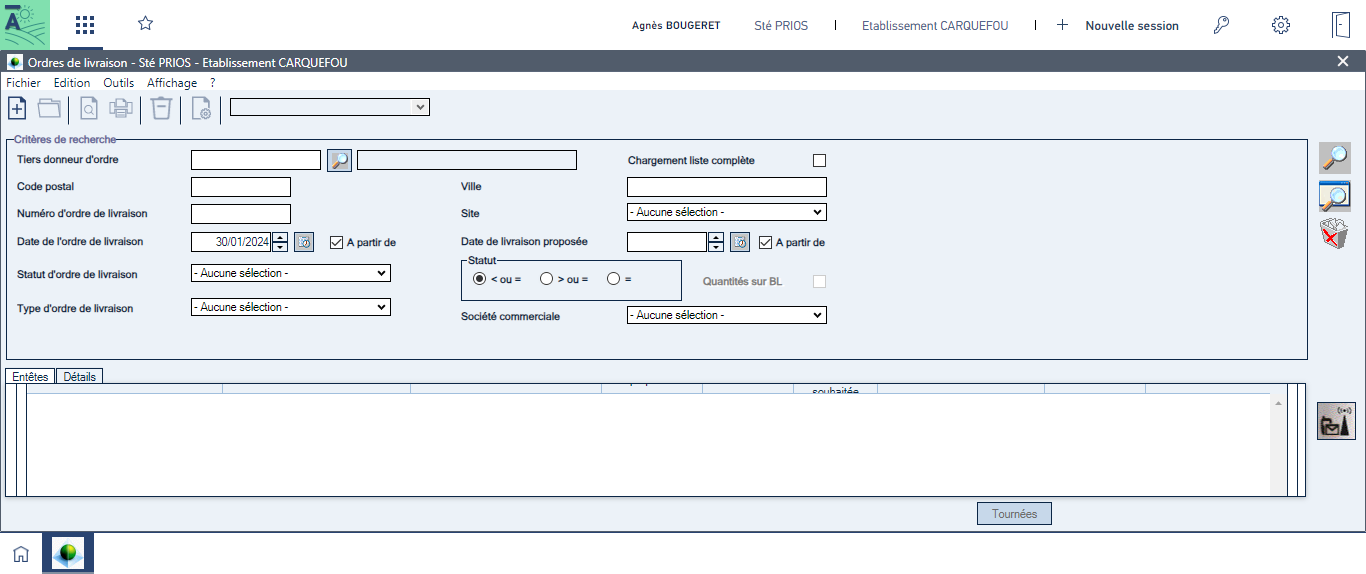 Agnès BOUGERET Sté PRIOS Etablissement CARQUEFOU Nouvelle session
Ordres de livraison - Sté PRIOS - Etablissement CARQUEFOU
Fichier Edition Outils Affichage ?
Critères de recherche
Tiers donneur d'ordre Chargement liste complète
Code postal Ville
Numéro d'ordre de livraison Site - Aucune sélection -
Date de l'ordre de livraison 30/01/2024 A partir de Date de livraison proposée A partir de
Statut
Statut d'ordre de livraison - Aucune sélection - < ou = > ou = = Quantités sur BL
Type d'ordre de livraison - Aucune sélection - Société commerciale - Aucune sélection -
Entêtes Détails
souhaitée
Tournées